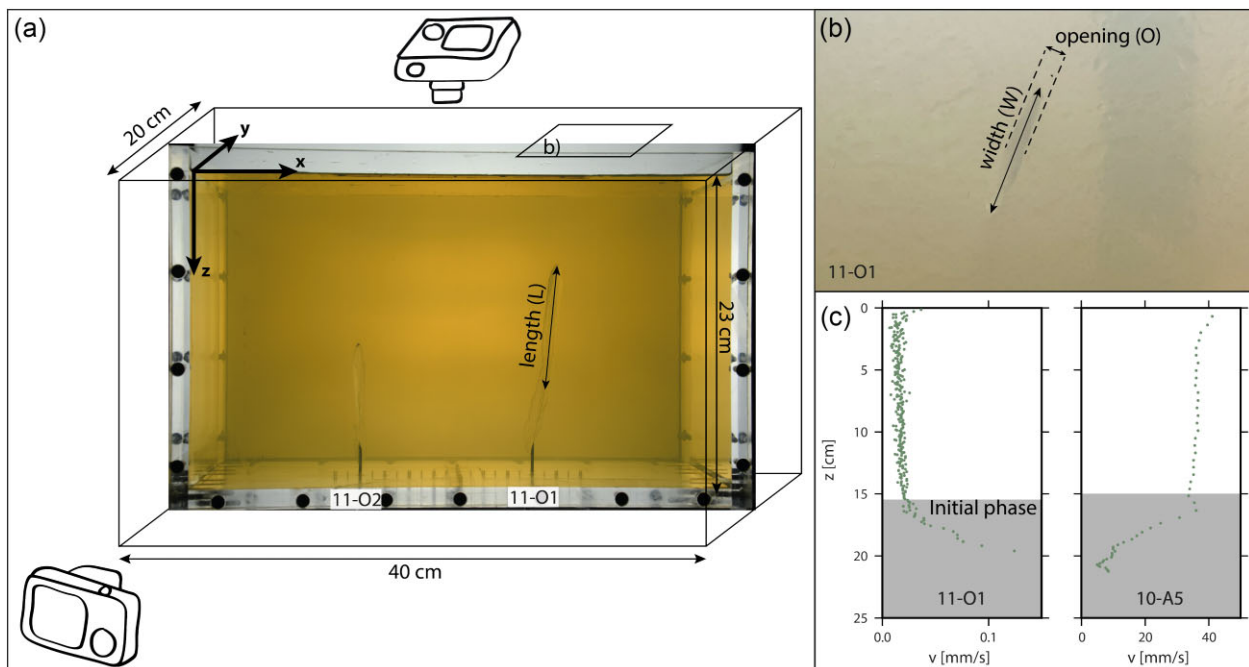 (a)
20 cm
y
x
z
b)
length (L)
23 cm
11-O2
11-O1
40 cm
(b)
opening (O)
width (W)
11-O1
(c)
0
5
10
15
20
25
z [cm]
Initial phase
11-O1
10-A5
0.0 0.1
0 20 40
v [mm/s]
v [mm/s]